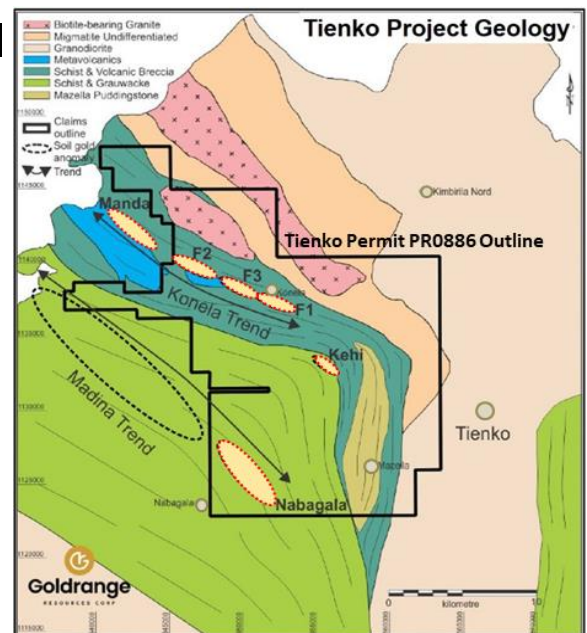 Tienko Project Geology
Biotite-bearing Granite
Migmatite Undifferentiated
Granodiorite
Metavolcanics
Schist & Volcanic Breccia
Schist & Grauwacke
Mazella Puddingstone
Claims
outline
Soil gold
anomaly
Trend
Kimbirila Nord
Manda
Tienko Permit PR0886 Outline
F2
F3
Konela
F1
Konela Trend
Kehi
Madina Trend
Tienko
Mazella
Nabagala
Nabagala
Goldrange
RESOURCES CORP
0
10
kilometre